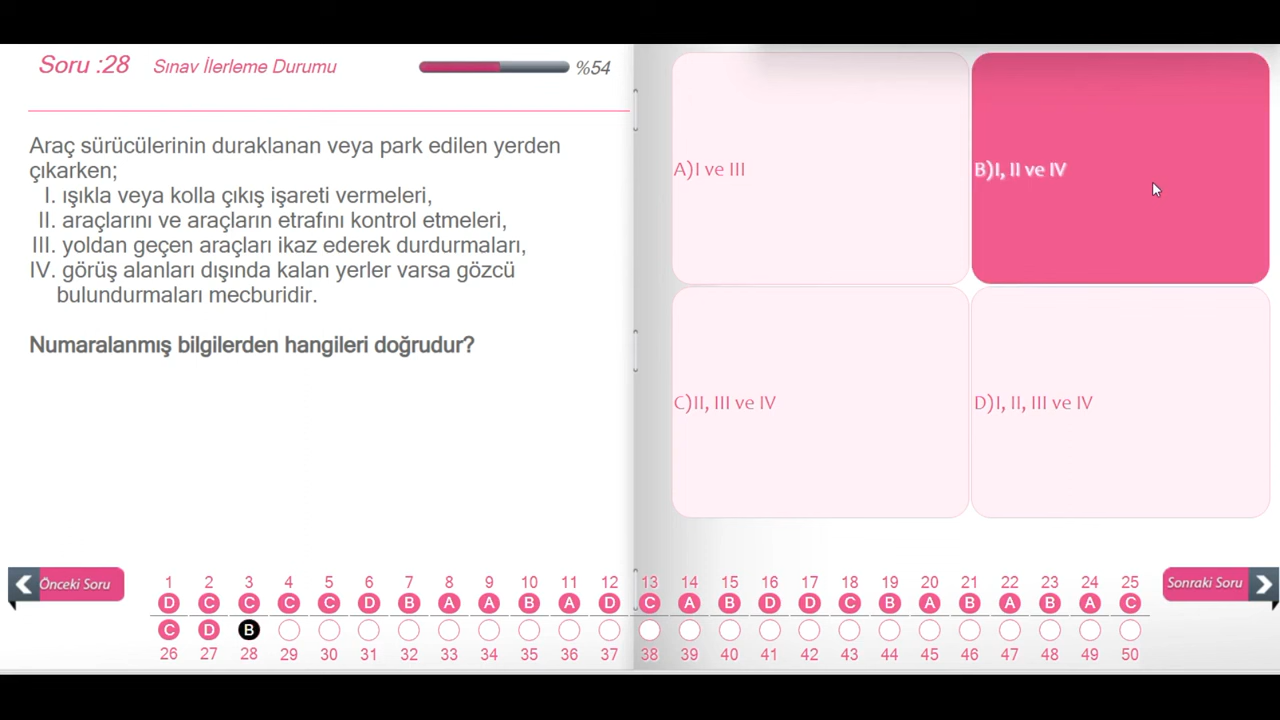 Soru :28 Sınav İlerleme Durumu %54
Araç sürücülerinin duraklanan veya park edilen yerden
çıkarken;
I. ışıkla veya kolla çıkış işareti vermeleri,
II. araçlarını ve araçların etrafını kontrol etmeleri,
III. yoldan geçen araçları ikaz ederek durdurmaları,
IV. görüş alanları dışında kalan yerler varsa gözcü
bulundurmaları mecburidir.
Numaralanmış bilgilerden hangileri doğrudur?
A)I ve III
B)I, II ve IV
C)II, III ve IV
D)I, II, III ve IV
Önceki Soru
1 2 3 4 5 6 7 8 9 10 11 12 13 14 15 16 17 18 19 20 21 22 23 24 25
D C C C C D B A A B A D C A B D D C B A B A B A C
C D B
26 27 28 29 30 31 32 33 34 35 36 37 38 39 40 41 42 43 44 45 46 47 48 49 50
Sonraki Soru